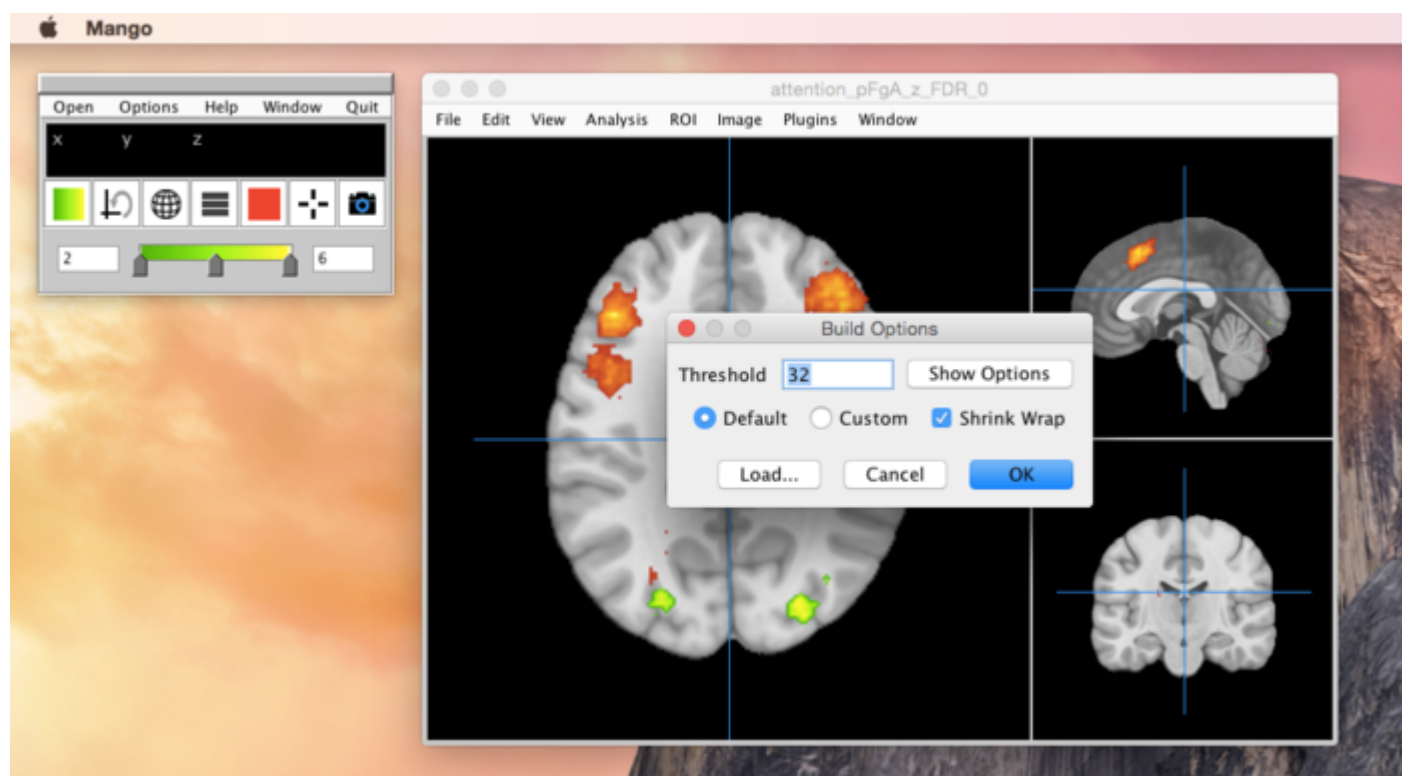 Mango
Open Options Help Window Quit
x y z
2 6
attention_pFgA_z_FDR_0
File Edit View Analysis ROI Image Plugins Window
Build Options
Threshold 32 Show Options
Default Custom Shrink Wrap
Load... Cancel OK